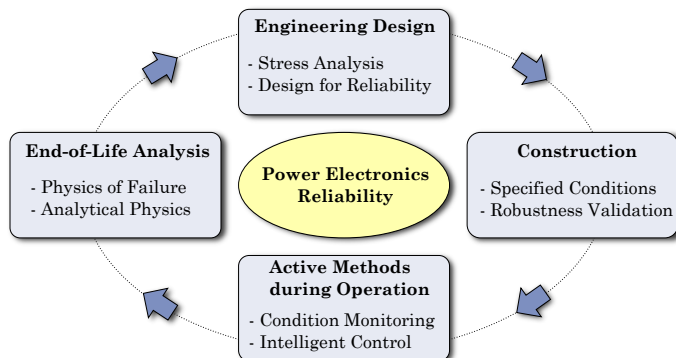 Engineering Design
- Stress Analysis
- Design for Reliability
End-of-Life Analysis
- Physics of Failure
- Analytical Physics
Power Electronics
Reliability
Construction
- Specified Conditions
- Robustness Validation
Active Methods
during Operation
- Condition Monitoring
- Intelligent Control